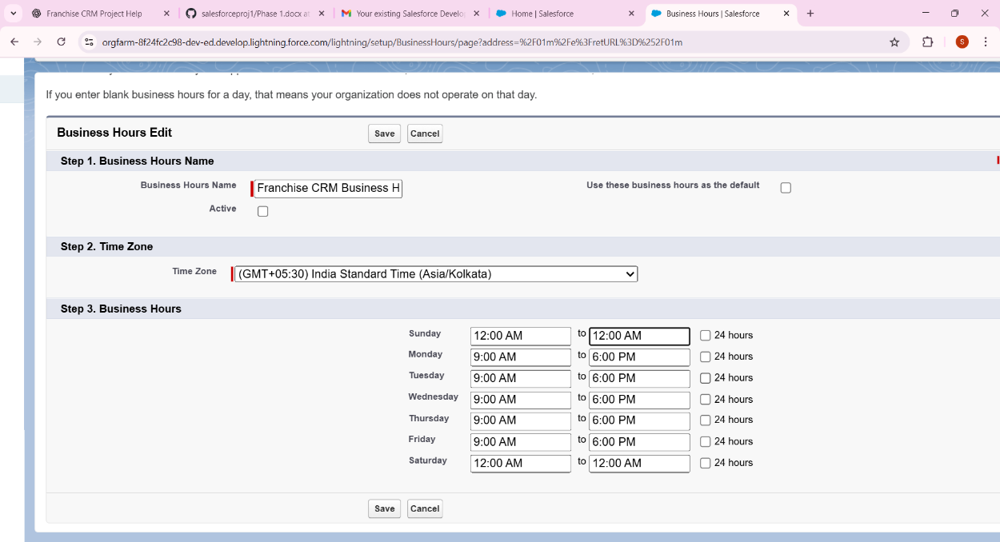 Franchise CRM Project Help
salesforceproj1/Phase 1.docx at
Your existing Salesforce Develo
Home | Salesforce
Business Hours | Salesforce
orgfarm-8f24fc2c98-dev-ed.develop.lightning.force.com/lightning/setup/BusinessHours/page?address=%2F01m%2Fe%3FretURL%3D%252F01m
S
If you enter blank business hours for a day, that means your organization does not operate on that day.
Business Hours Edit
Save Cancel
Step 1. Business Hours Name
Business Hours Name Franchise CRM Business H Use these business hours as the default
Active
Step 2. Time Zone
Time Zone (GMT+05:30) India Standard Time (Asia/Kolkata)
Step 3. Business Hours
Sunday 12:00 AM to 12:00 AM 24 hours
Monday 9:00 AM to 6:00 PM 24 hours
Tuesday 9:00 AM to 6:00 PM 24 hours
Wednesday 9:00 AM to 6:00 PM 24 hours
Thursday 9:00 AM to 6:00 PM 24 hours
Friday 9:00 AM to 6:00 PM 24 hours
Saturday 12:00 AM to 12:00 AM 24 hours
Save Cancel